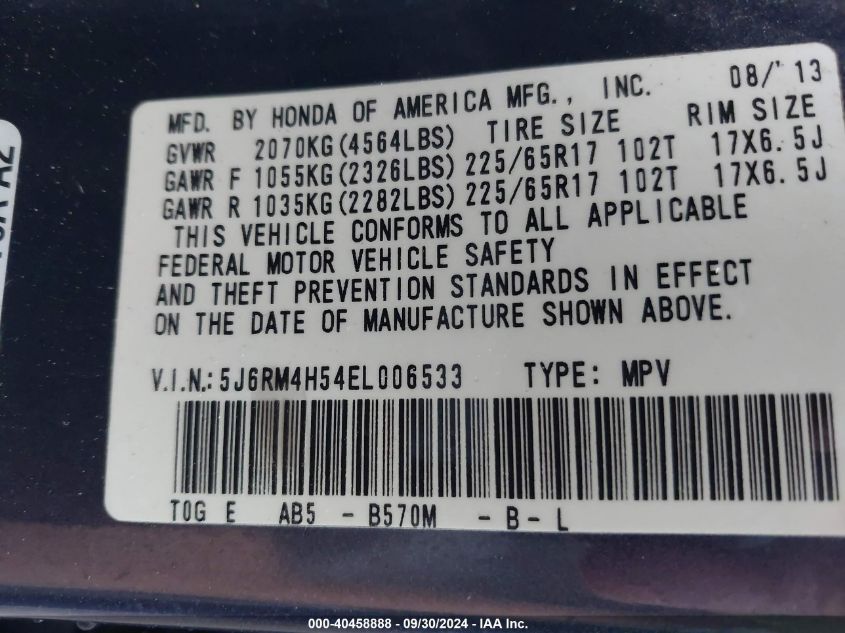 MFD. BY HONDA OF AMERICA MFG., INC. 08/'13
GVWR 2070KG(4564LBS) TIRE SIZE RIM SIZE
GAWR F 1055KG(2326LBS) 225/65R17 102T 17X6.5J
GAWR R 1035KG(2282LBS) 225/65R17 102T 17X6.5J
THIS VEHICLE CONFORMS TO ALL APPLICABLE
FEDERAL MOTOR VEHICLE SAFETY
AND THEFT PREVENTION STANDARDS IN EFFECT
ON THE DATE OF MANUFACTURE SHOWN ABOVE.
V.I.N.: 5J6RM4H54EL006533 TYPE: MPV
TOG E AB5 - B570M - B - L
000-40458888 - 09/30/2024 - IAA Inc.